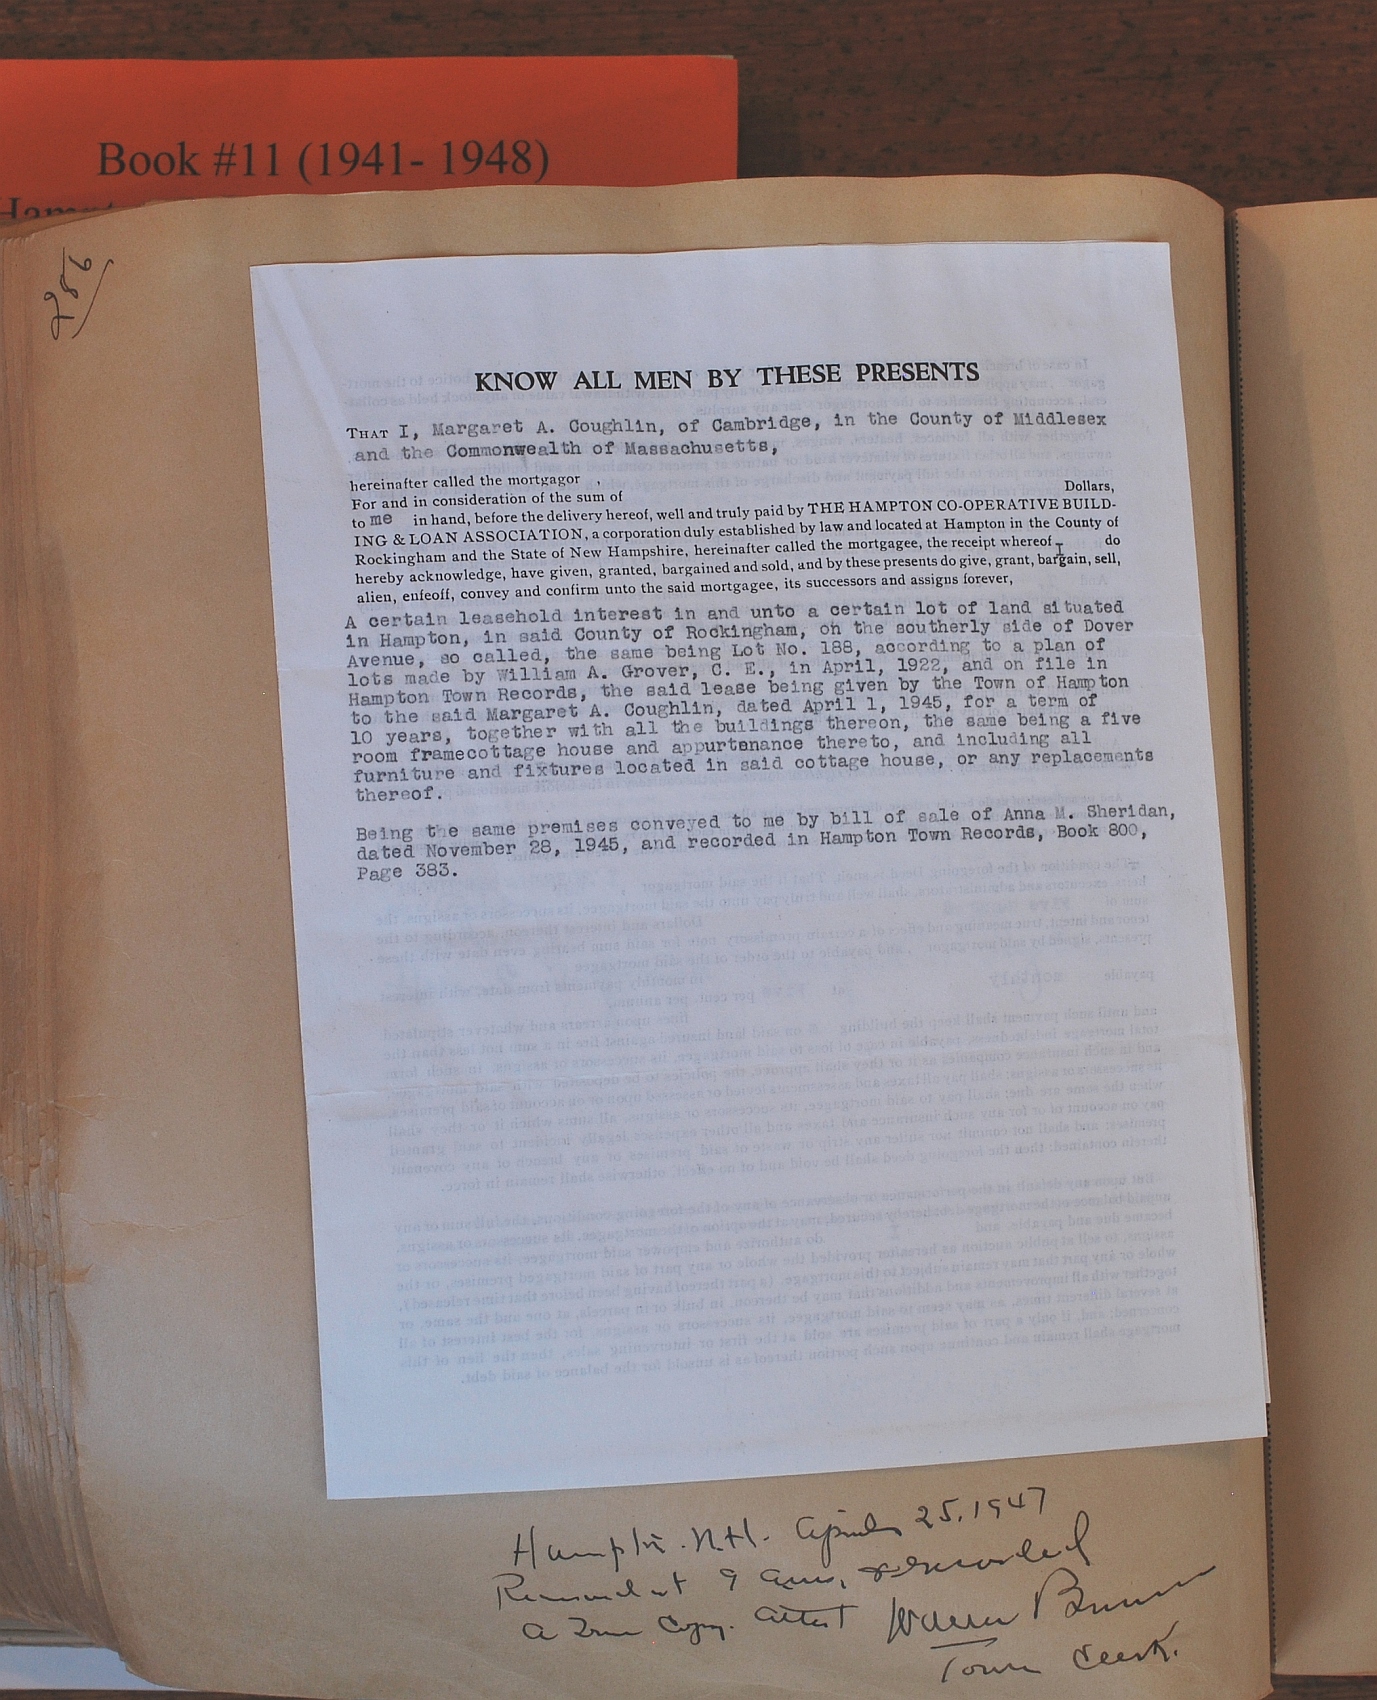 Book #11 (1941- 1948)
286
KNOW ALL MEN BY THESE PRESENTS
THAT I, Margaret A. Coughlin, of Cambridge, in the County of Middlesex
and the Commonwealth of Massachusetts,
hereinafter called the mortgagor ,
For and in consideration of the sum of Dollars,
to me in hand, before the delivery hereof, well and truly paid by THE HAMPTON CO-OPERATIVE BUILD-
ING & LOAN ASSOCIATION, a corporation duly established by law and located at Hampton in the County of
Rockingham and the State of New Hampshire, hereinafter called the mortgagee, the receipt whereof I do
hereby acknowledge, have given, granted, bargained and sold, and by these presents do give, grant, bargain, sell,
alien, enfeoff, convey and confirm unto the said mortgagee, its successors and assigns forever,
A certain leasehold interest in and unto a certain lot of land situated
in Hampton, in said County of Rockingham, on the southerly side of Dover
Avenue, so called, the same being Lot No. 188, according to a plan of
lots made by William A. Grover, C. E., in April, 1922, and on file in
Hampton Town Records, the said lease being given by the Town of Hampton
to the said Margaret A. Coughlin, dated April 1, 1945, for a term of
10 years, together with all the buildings thereon, the same being a five
room framecottage house and appurtenance thereto, and including all
furniture and fixtures located in said cottage house, or any replacements
thereof.
Being the same premises conveyed to me by bill of sale of Anna M. Sheridan,
dated November 28, 1945, and recorded in Hampton Town Records, Book 800,
Page 383.
Hampton. N.H. April 25, 1947
Received at 9 am, & recorded
A True Copy. Attest
Town Clerk.